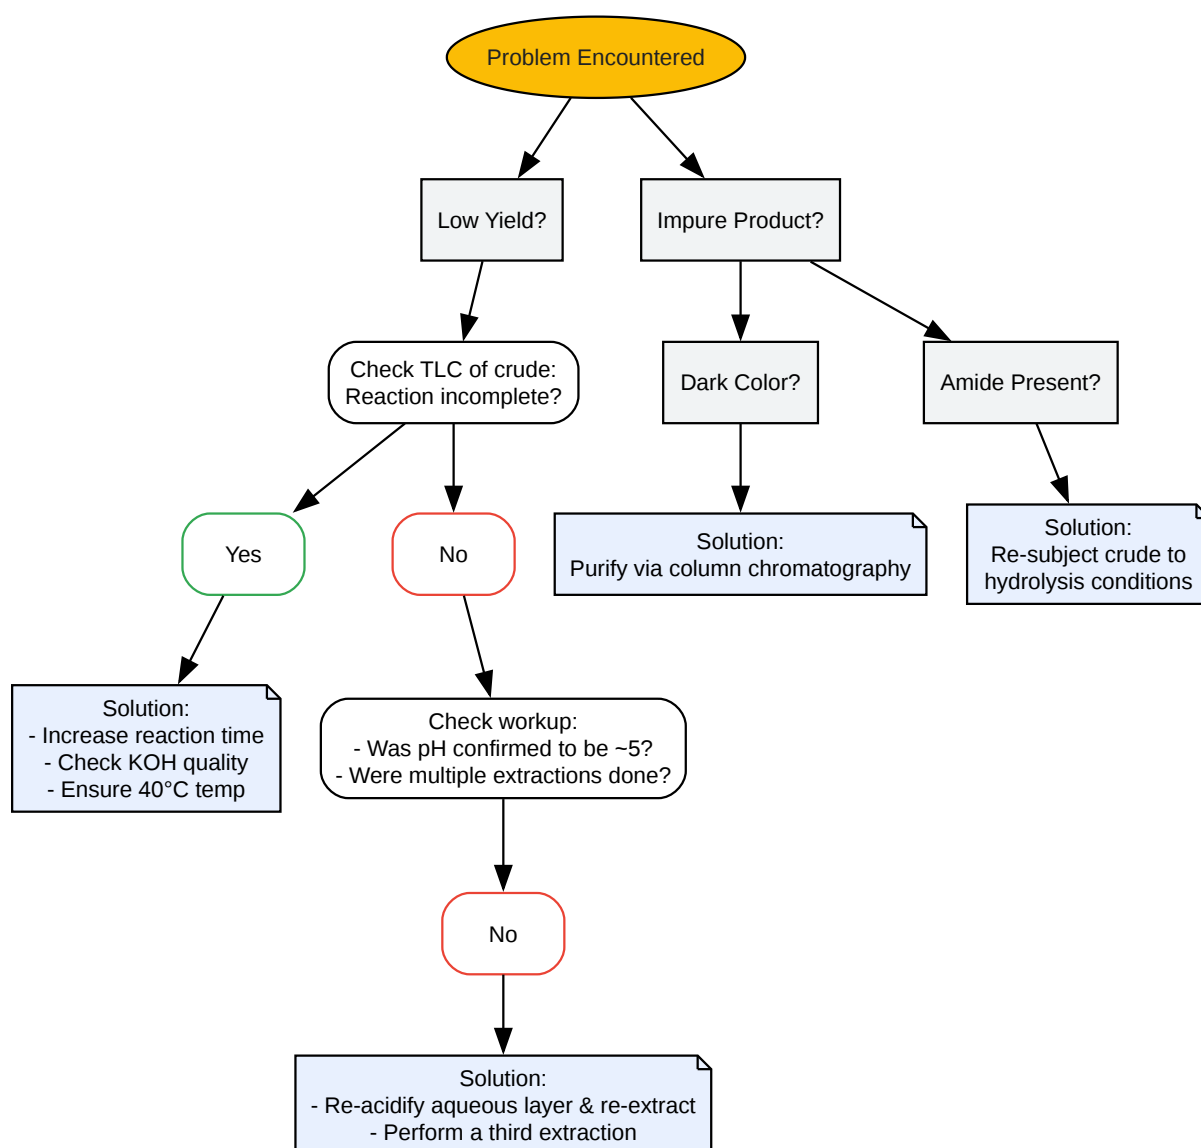 Problem Encountered
Low Yield?
Impure Product?
Check TLC of crude:
Reaction incomplete?
Dark Color?
Amide Present?
Yes
No
Solution:
Purify via column chromatography
Solution:
Re-subject crude to
hydrolysis conditions
Solution:
- Increase reaction time
- Check KOH quality
- Ensure 40°C temp
Check workup:
- Was pH confirmed to be ~5?
- Were multiple extractions done?
No
Solution:
- Re-acidify aqueous layer & re-extract
- Perform a third extraction